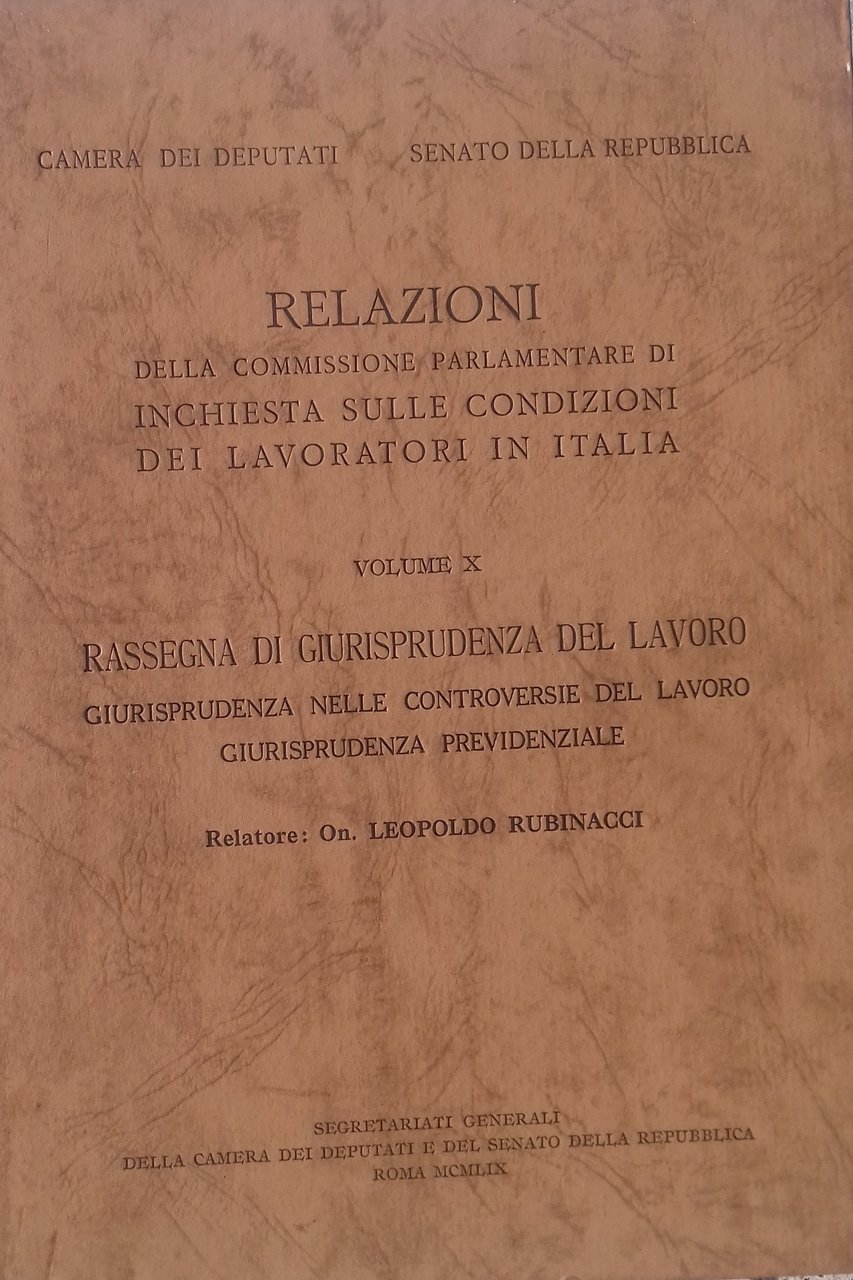 CAMERA DEI DEPUTATI SENATO DELLA REPUBBLICA
RELAZIONI
DELLA COMMISSIONE PARLAMENTARE DI
INCHIESTA SULLE CONDIZIONI
DEI LAVORATORI IN ITALIA
VOLUME X
RASSEGNA DI GIURISPRUDENZA DEL LAVORO
GIURISPRUDENZA NELLE CONTROVERSIE DEL LAVORO
GIURISPRUDENZA PREVIDENZIALE
Relatore: On. LEOPOLDO RUBINACCI
SEGRETARIATI GENERALI
DELLA CAMERA DEI DEPUTATI E DEL SENATO DELLA REPUBBLICA
ROMA MCMLIX